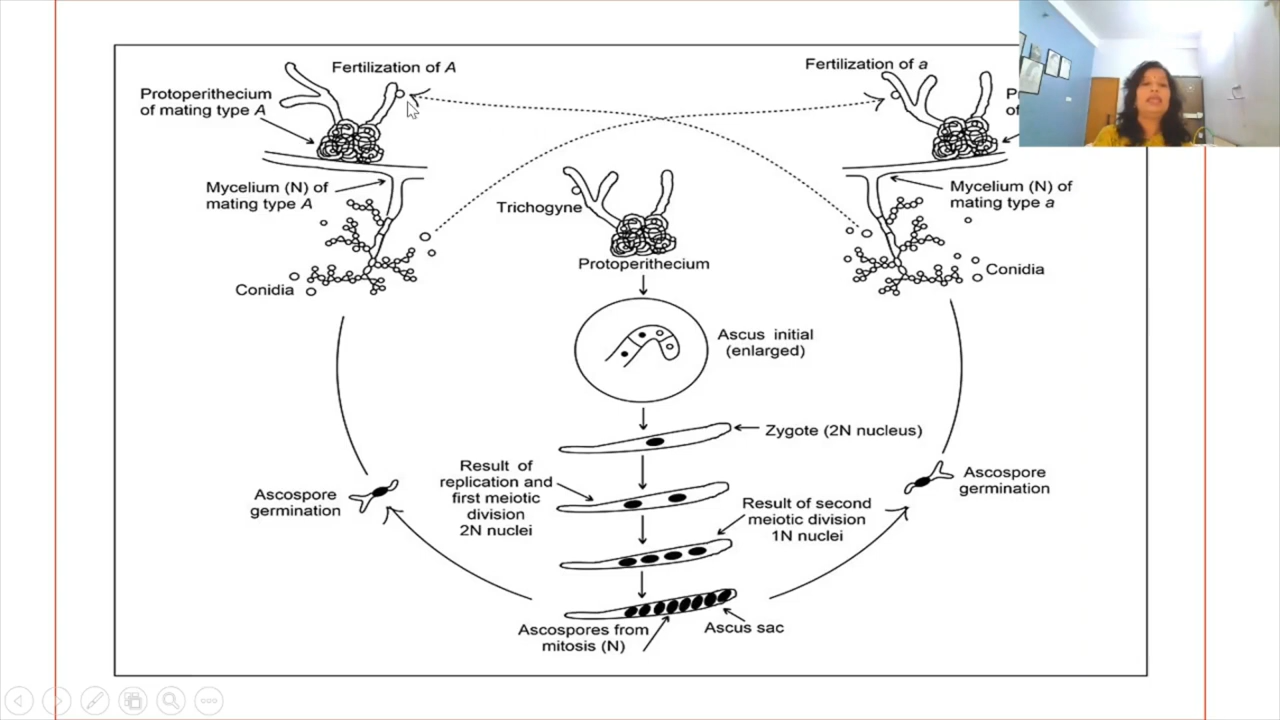 Fertilization of A
Protoperithecium
of mating type A
Mycelium (N) of
mating type A
Conidia
Fertilization of a
Mycelium (N) of
mating type a
Conidia
Trichogyne
Protoperithecium
Ascus initial
(enlarged)
Zygote (2N nucleus)
Result of
replication and
first meiotic
division
2N nuclei
Result of second
meiotic division
1N nuclei
Ascospore
germination
Ascospore
germination
Ascospores from
mitosis (N)
Ascus sac